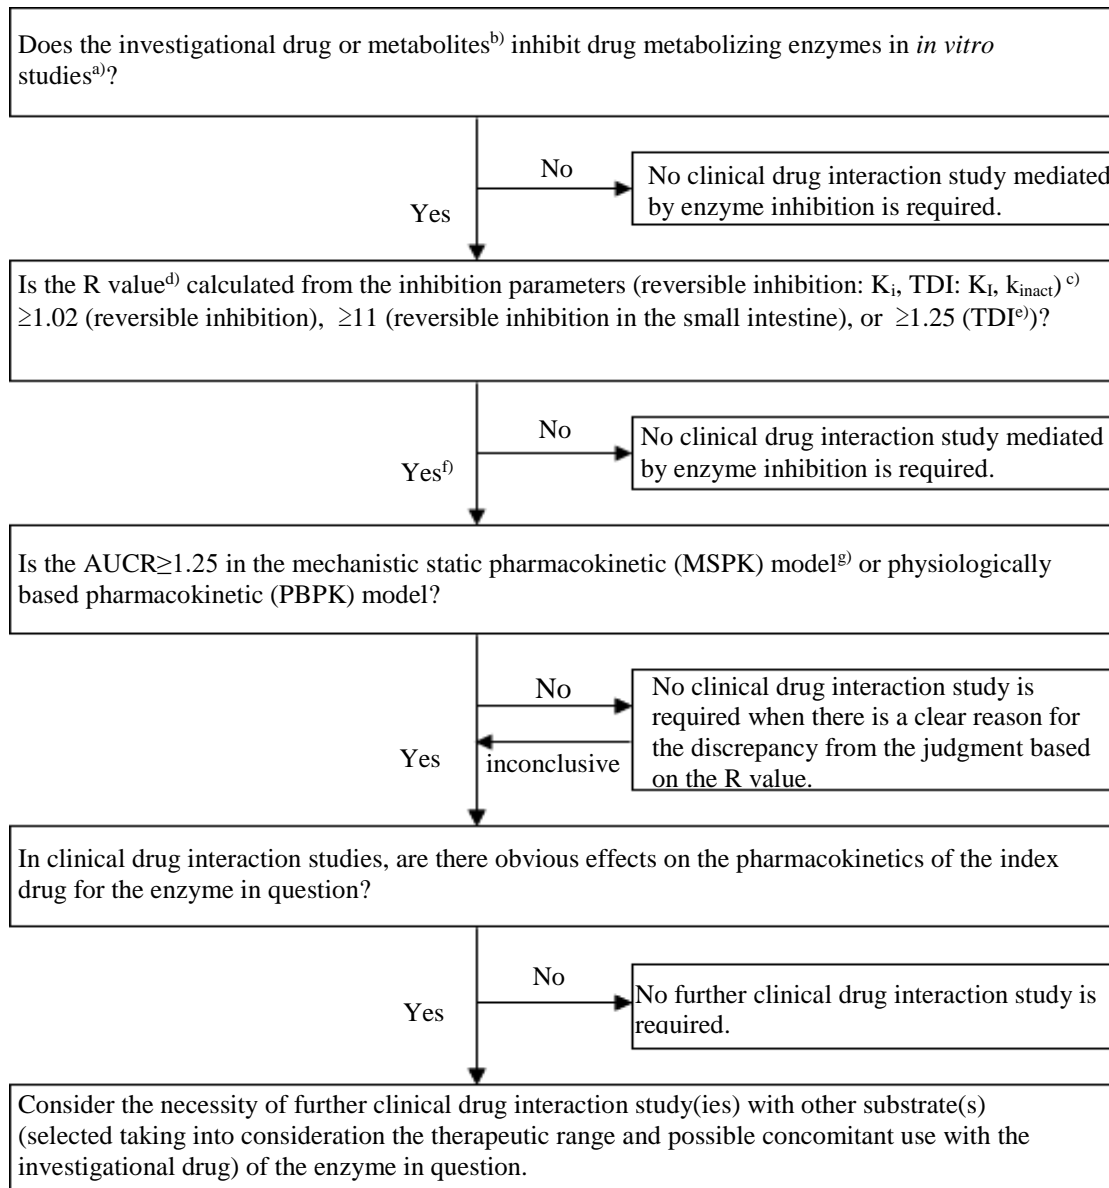 Does the investigational drug or metabolites^b) inhibit drug metabolizing enzymes in in vitro
studies^a)?
No
No clinical drug interaction study mediated
by enzyme inhibition is required.
Yes
Is the R value^d) calculated from the inhibition parameters (reversible inhibition: K_i, TDI: K_I, k_inact) ^c)
≥1.02 (reversible inhibition), ≥11 (reversible inhibition in the small intestine), or ≥1.25 (TDI^e))?
No
No clinical drug interaction study mediated
by enzyme inhibition is required.
Yes^f)
Is the AUCR≥1.25 in the mechanistic static pharmacokinetic (MSPK) model^g) or physiologically
based pharmacokinetic (PBPK) model?
No
No clinical drug interaction study is
required when there is a clear reason for
the discrepancy from the judgment based
on the R value.
Yes
inconclusive
In clinical drug interaction studies, are there obvious effects on the pharmacokinetics of the index
drug for the enzyme in question?
No
No further clinical drug interaction study is
required.
Yes
Consider the necessity of further clinical drug interaction study(ies) with other substrate(s)
(selected taking into consideration the therapeutic range and possible concomitant use with the
investigational drug) of the enzyme in question.